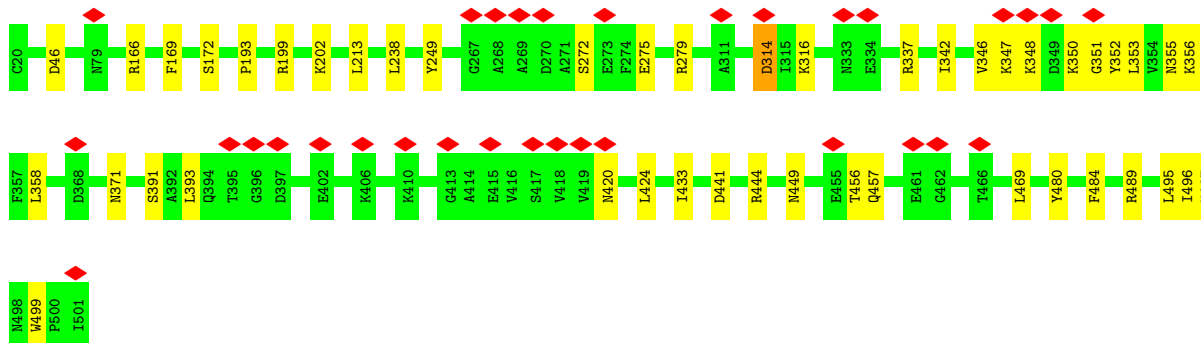 C20 D46 N79 R166 F169 S172 P193 R199 K202 L213 L238 Y249 G267 A268 A269 D270 A271 S272 E273 F274 E275 R279 A311 D314 I315 K316 N333 E334 R337 I342 V346 K347 K348 D349 K350 G351 Y352 L353 V354 N355 K356
F357 L358 D368 N371 S391 A392 L393 Q394 T395 G396 D397 E402 K406 K410 G413 A414 E415 V416 S417 V418 V419 N420 L424 I433 D441 R444 N449 E455 T456 Q457 E461 G462 T466 L469 Y480 F484 R489 L495 I496
N498 W499 P500 I501